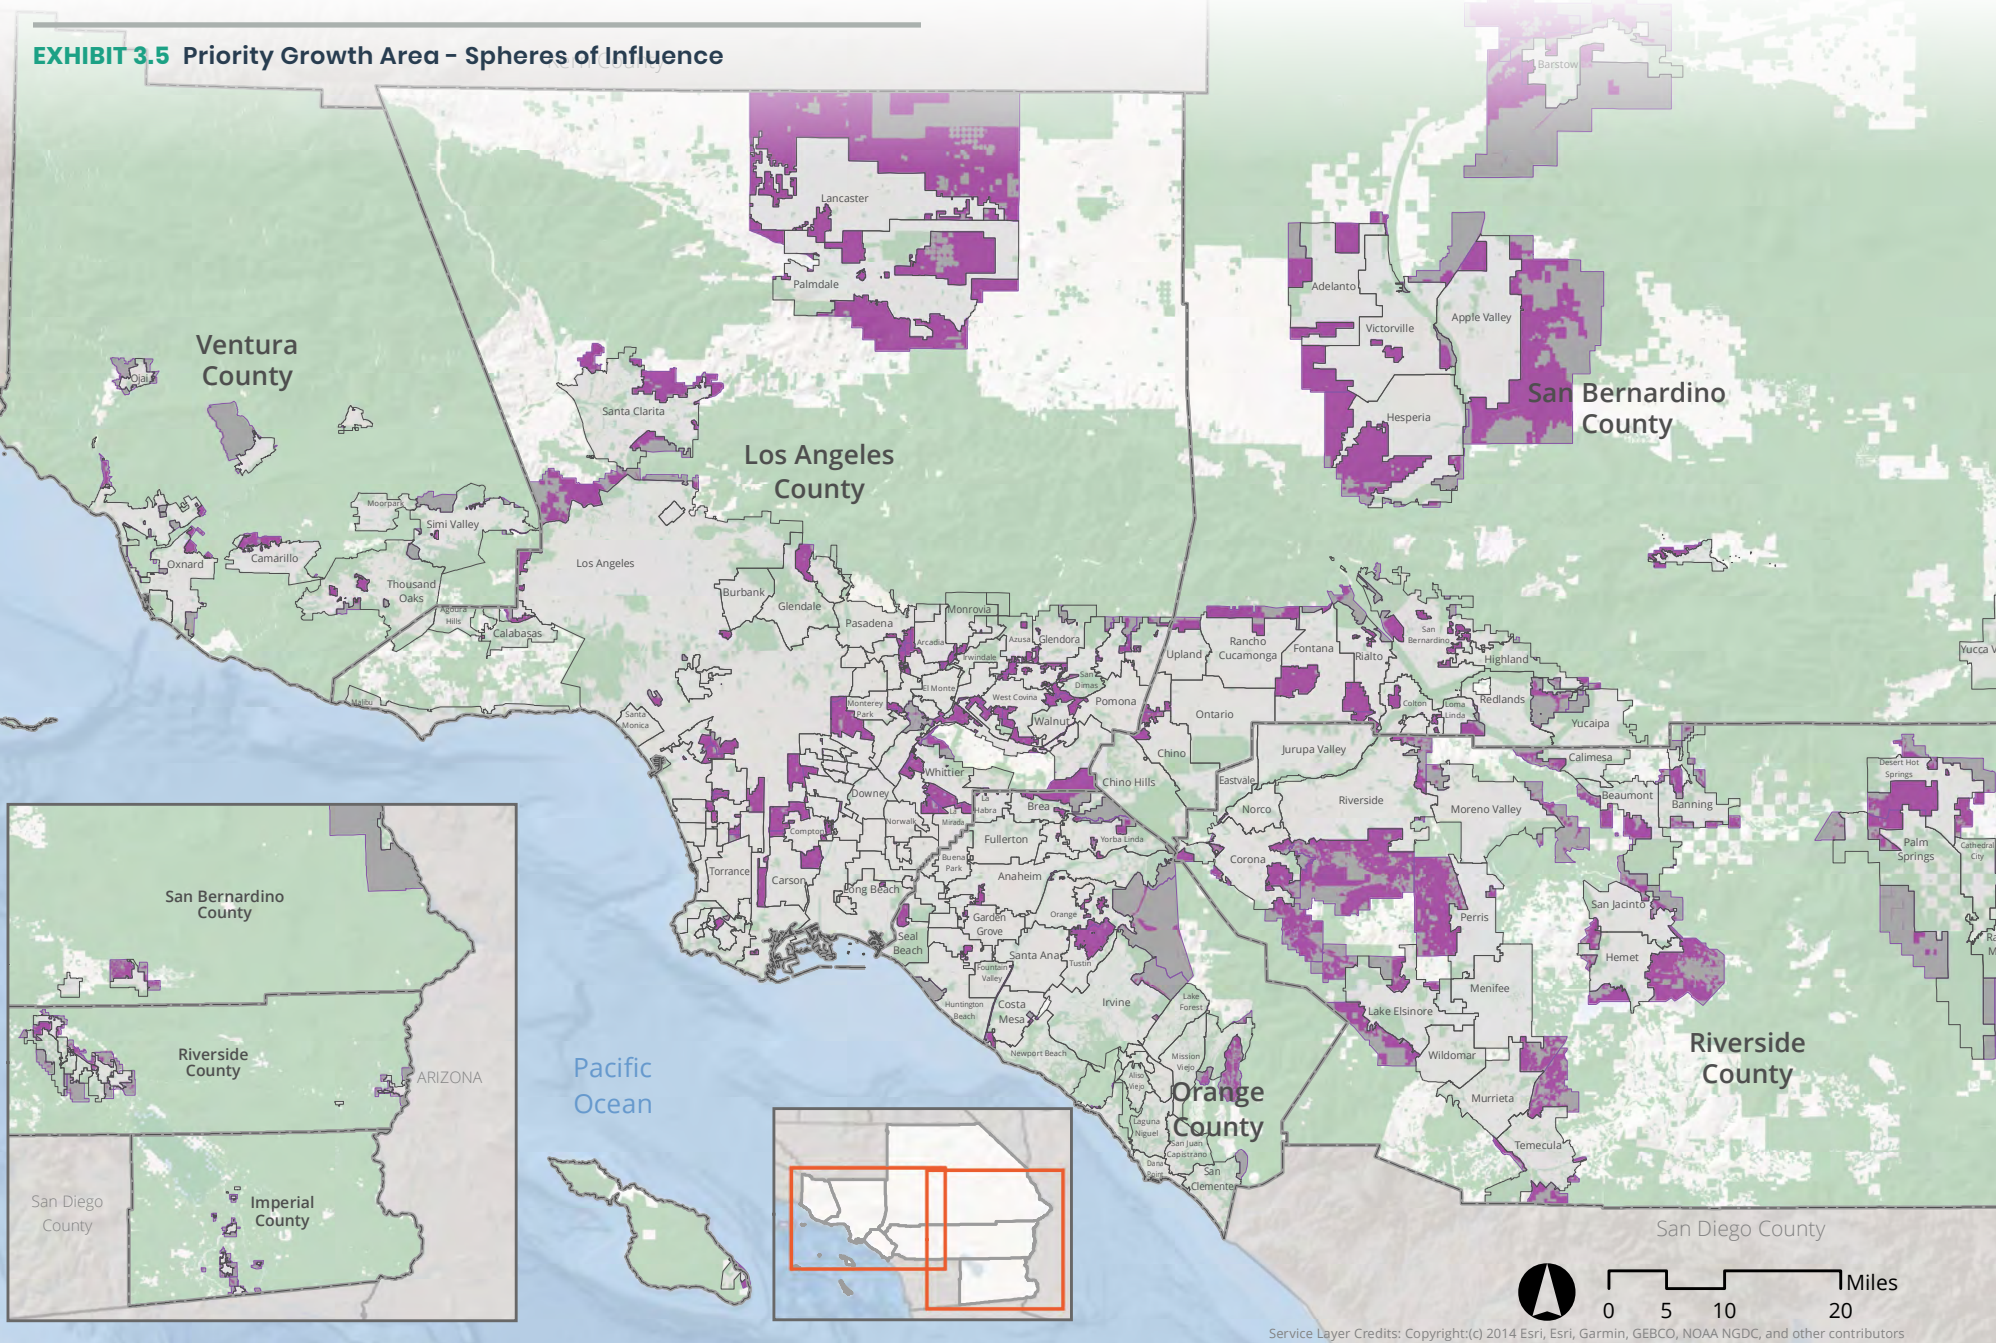 EXHIBIT 3.5 Priority Growth Area - Spheres of Influence
Kern County
Barstow
Lancaster
Palmdale
Adelanto
Victorville
Apple Valley
Hesperia
San Bernardino
County
Ventura
County
Ojai
Santa Clarita
Los Angeles
County
Moorpark
Simi Valley
Oxnard
Camarillo
Thousand
Oaks
Agoura
Hills
Calabasas
Malibu
Los Angeles
Burbank
Glendale
Pasadena
Monrovia
Arcadia
Irwindale
Azusa
Glendora
San
Dimas
El Monte
West Covina
Walnut
Pomona
Monterey
Park
Santa
Monica
Whittier
Downey
Norwalk
La
Mirada
La
Habra
Brea
Compton
Torrance
Carson
Long Beach
Upland
Rancho
Cucamonga
Fontana
Rialto
San
Bernardino
Highland
Redlands
Loma
Linda
Colton
Yucaipa
Yucca V
Ontario
Chino
Chino Hills
Jurupa Valley
Eastvale
Norco
Riverside
Corona
Moreno Valley
Calimesa
Beaumont
Banning
Desert Hot
Springs
Palm
Springs
Cathedral
City
Ra
M
Perris
San Jacinto
Hemet
Menifee
Lake Elsinore
Wildomar
Murrieta
Temecula
Riverside
County
Fullerton
Yorba Linda
Buena
Park
Anaheim
Orange
Garden
Grove
Seal
Beach
Santa Ana
Tustin
Fountain
Valley
Huntington
Beach
Costa
Mesa
Irvine
Lake
Forest
Newport Beach
Mission
Viejo
Aliso
Viejo
Orange
County
Laguna
Niguel
San Juan
Capistrano
Dana
Point
San
Clemente
San Bernardino
County
Riverside
County
ARIZONA
Imperial
County
San Diego
County
Pacific
Ocean
San Diego County
Miles
0 5 10 20
Service Layer Credits: Copyright:(c) 2014 Esri, Esri, Garmin, GEBCO, NOAA NGDC, and other contributors